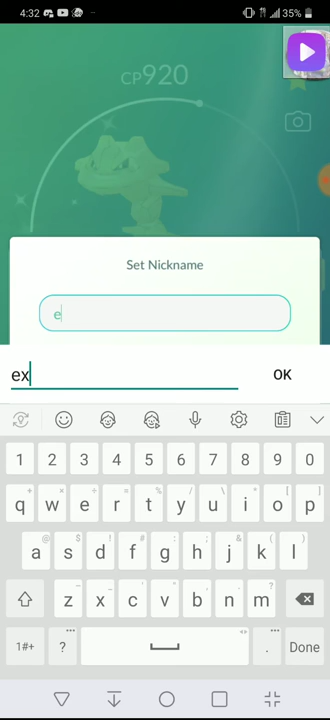 4:32
35%
CP920
Set Nickname
e
ex
OK
1 2 3 4 5 6 7 8 9 0
q w e r t y u i o p
a s d f g h j k l
z x c v b n m
1#+ ? . Done